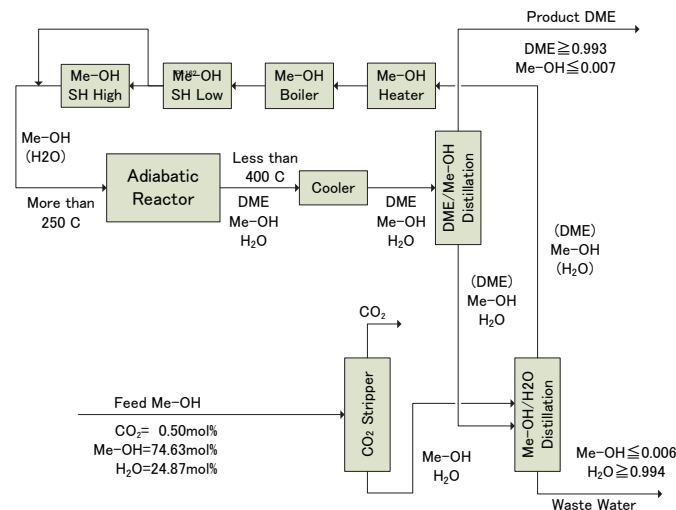 Product DME
DME≧0.993
Me-OH≦0.007
Me-OH
SH High
Me-OH
SH Low
Me-OH
Boiler
Me-OH
Heater
Me-OH
(H2O)
More than
250 C
Adiabatic
Reactor
Less than
400 C
DME
Me-OH
H₂O
Cooler
DME
Me-OH
H₂O
DME/Me-OH
Distillation
(DME)
Me-OH
(H₂O)
(DME)
Me-OH
H₂O
CO₂
CO₂ Stripper
Feed Me-OH
CO₂= 0.50mol%
Me-OH=74.63mol%
H₂O=24.87mol%
Me-OH
H₂O
Me-OH/H2O
Distillation
Me-OH≦0.006
H₂O≧0.994
Waste Water